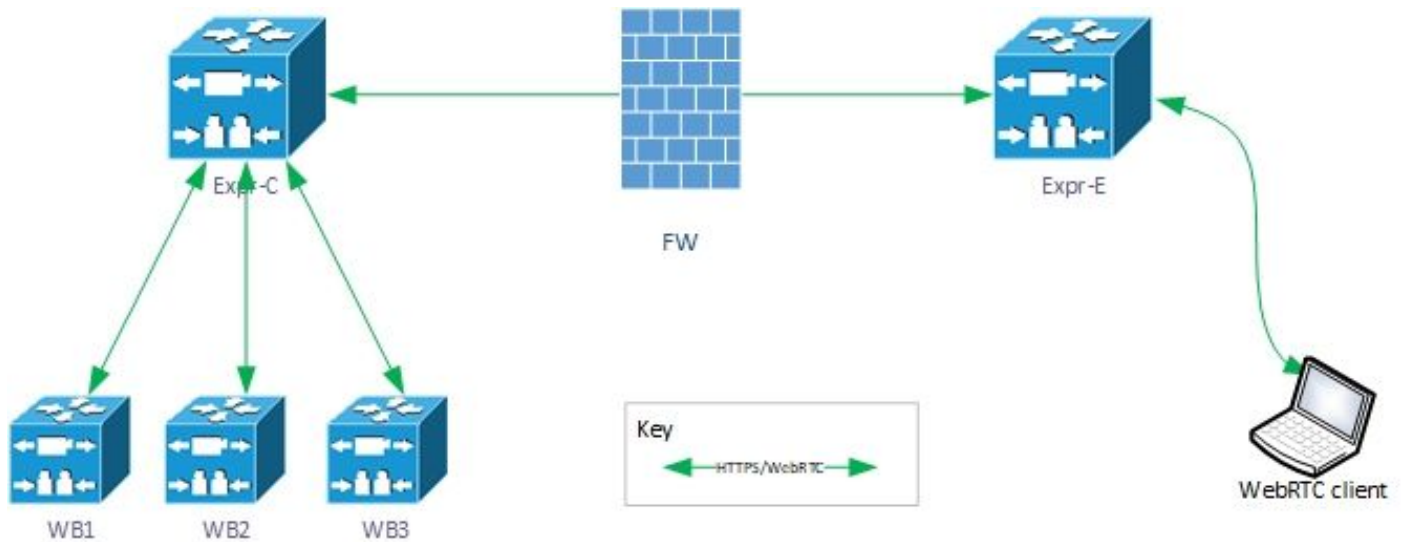 Expr-C
Expr-E
FW
Key
HTTPS/WebRTC
WebRTC client
WB1
WB2
WB3